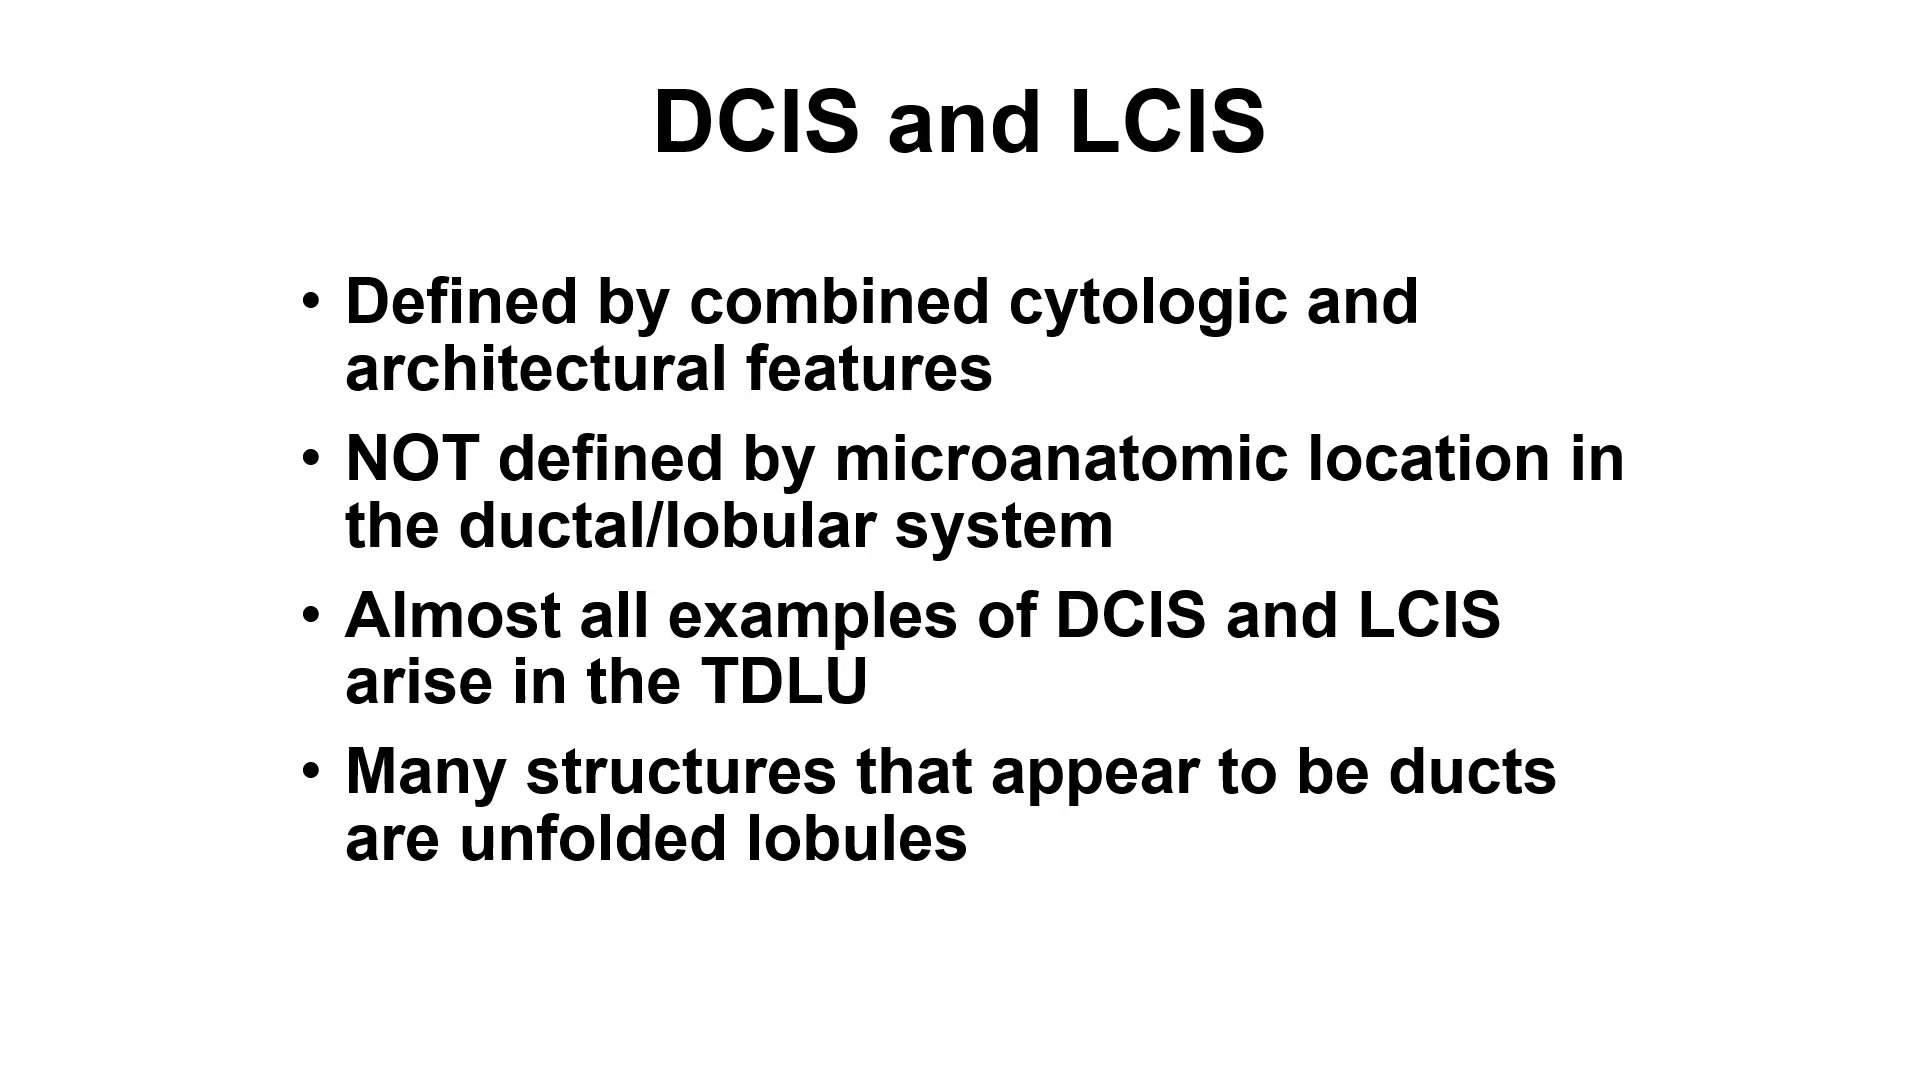 DCIS and LCIS
• Defined by combined cytologic and
architectural features
• NOT defined by microanatomic location in
the ductal/lobular system
• Almost all examples of DCIS and LCIS
arise in the TDLU
• Many structures that appear to be ducts
are unfolded lobules